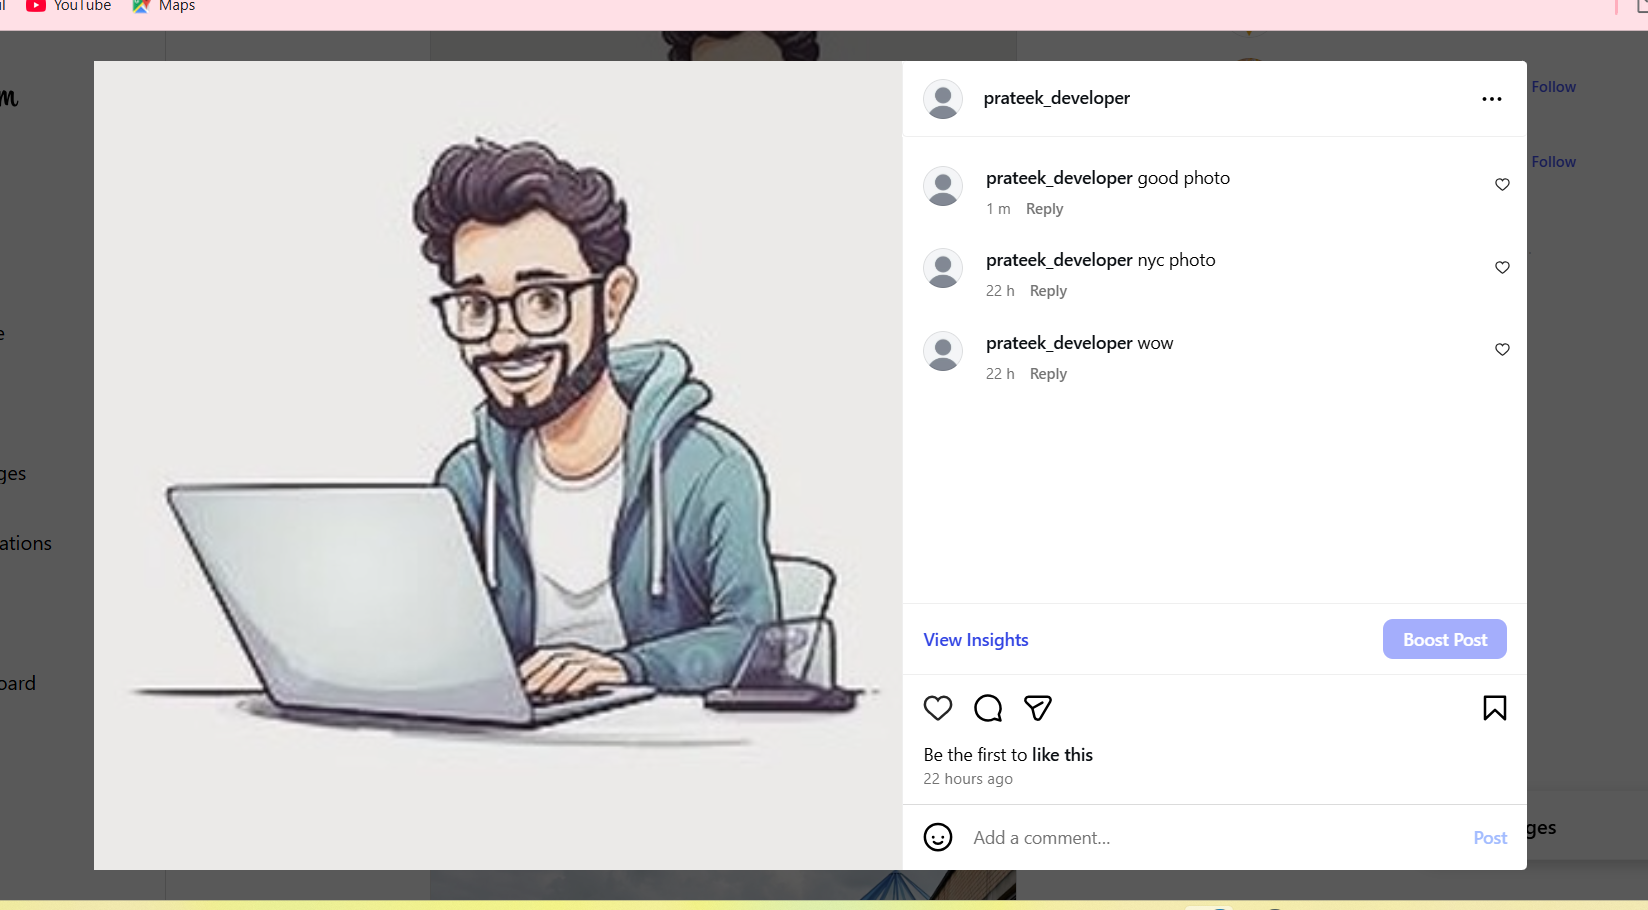 YouTube Maps
m
Follow
Follow
e
ges
ations
oard
prateek_developer
prateek_developer good photo
1 m Reply
prateek_developer nyc photo
22 h Reply
prateek_developer wow
22 h Reply
View Insights Boost Post
Be the first to like this
22 hours ago
Add a comment... Post
ges